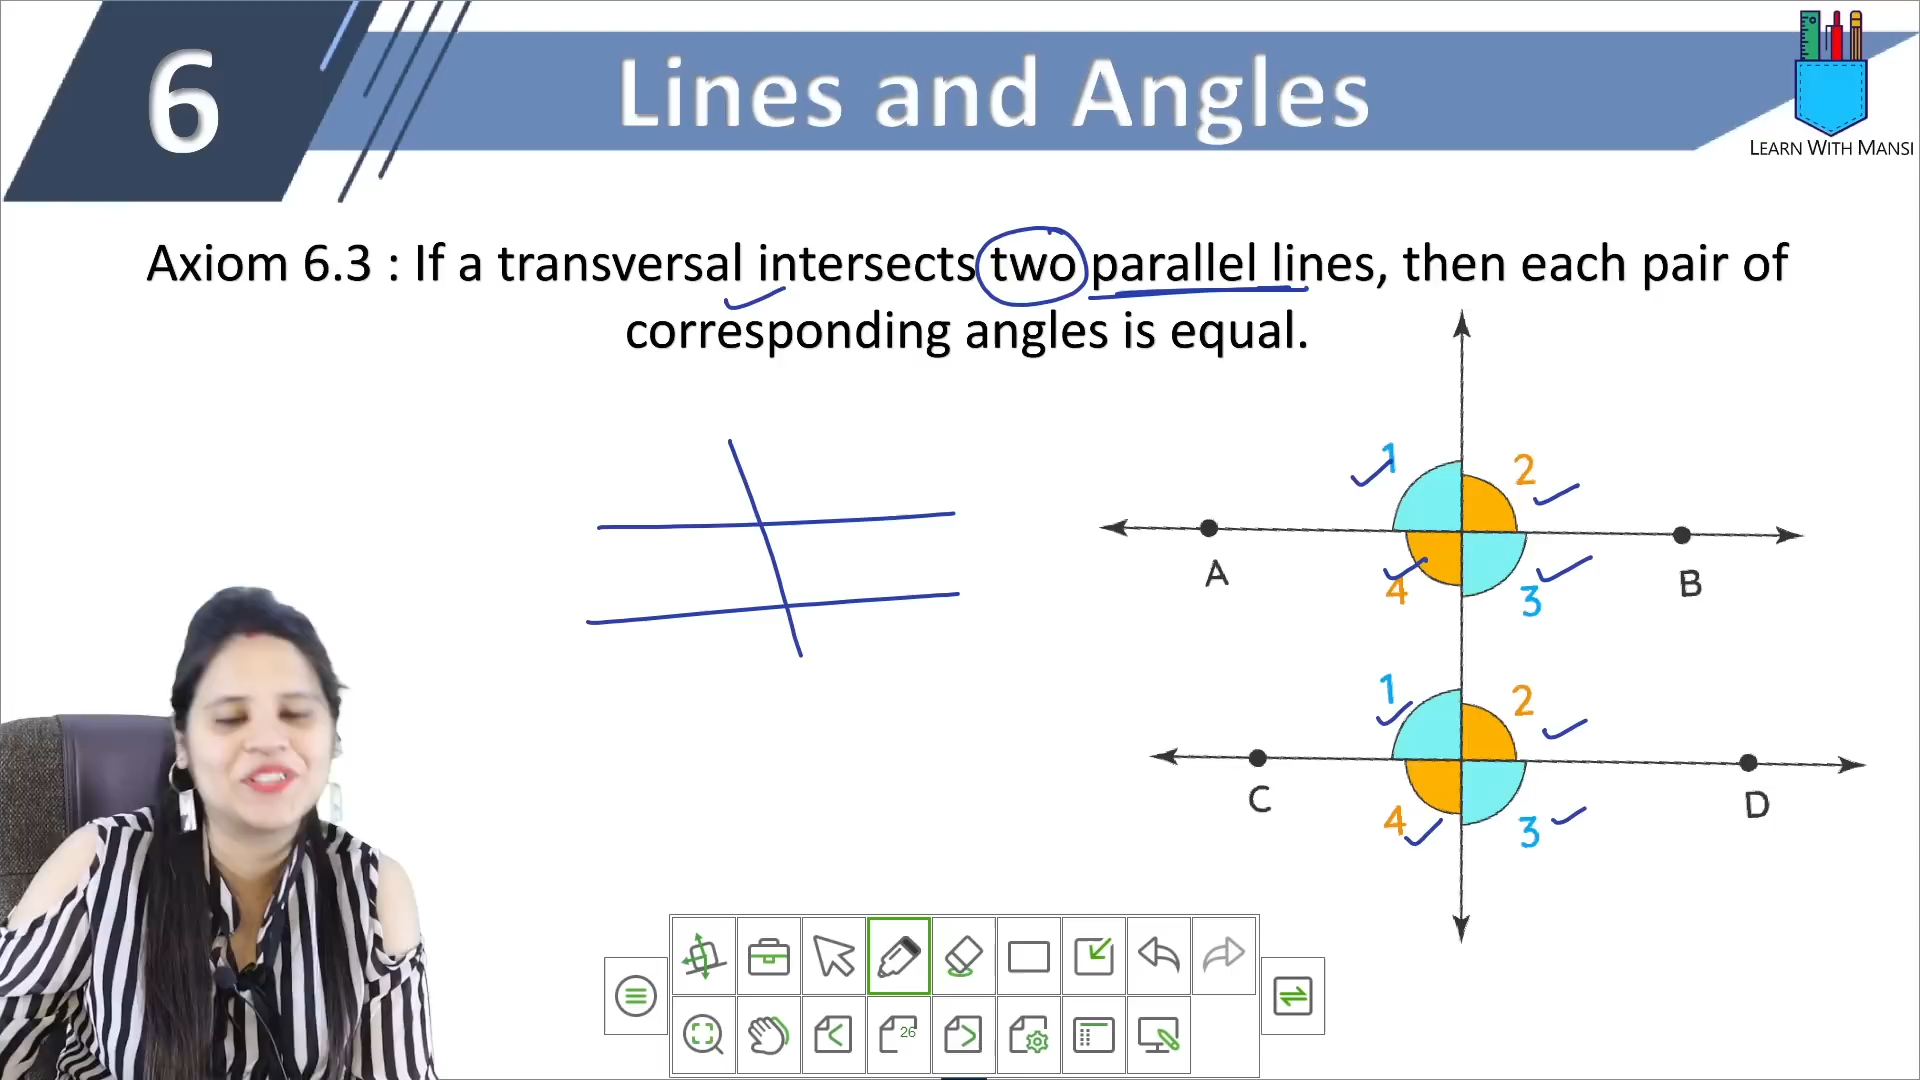 6
Lines and Angles
LEARN WITH MANSI
Axiom 6.3 : If a transversal intersects two parallel lines, then each pair of
corresponding angles is equal.
1
2
A
B
4
3
1
2
C
D
4
3
26